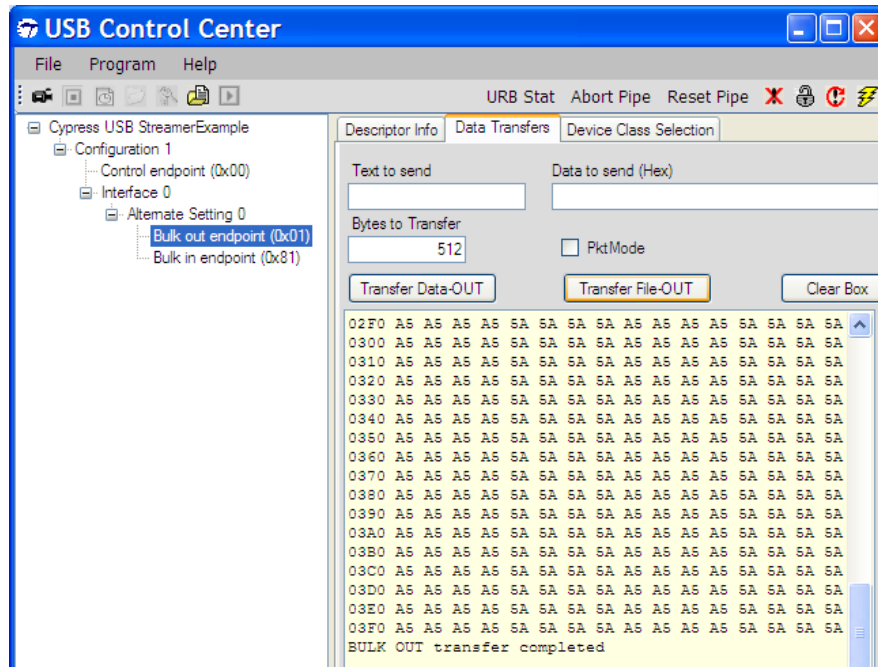 USB Control Center
File Program Help
URB Stat Abort Pipe Reset Pipe
Cypress USB StreamerExample
Configuration 1
Control endpoint (0x00)
Interface 0
Alternate Setting 0
Bulk out endpoint (0x01)
Bulk in endpoint (0x81)
Descriptor Info Data Transfers Device Class Selection
Text to send Data to send (Hex)
Bytes to Transfer
512 PktMode
Transfer Data-OUT Transfer File-OUT Clear Box
02F0 A5 A5 A5 A5 5A 5A 5A 5A A5 A5 A5 A5 5A 5A 5A 5A
0300 A5 A5 A5 A5 5A 5A 5A 5A A5 A5 A5 A5 5A 5A 5A 5A
0310 A5 A5 A5 A5 5A 5A 5A 5A A5 A5 A5 A5 5A 5A 5A 5A
0320 A5 A5 A5 A5 5A 5A 5A 5A A5 A5 A5 A5 5A 5A 5A 5A
0330 A5 A5 A5 A5 5A 5A 5A 5A A5 A5 A5 A5 5A 5A 5A 5A
0340 A5 A5 A5 A5 5A 5A 5A 5A A5 A5 A5 A5 5A 5A 5A 5A
0350 A5 A5 A5 A5 5A 5A 5A 5A A5 A5 A5 A5 5A 5A 5A 5A
0360 A5 A5 A5 A5 5A 5A 5A 5A A5 A5 A5 A5 5A 5A 5A 5A
0370 A5 A5 A5 A5 5A 5A 5A 5A A5 A5 A5 A5 5A 5A 5A 5A
0380 A5 A5 A5 A5 5A 5A 5A 5A A5 A5 A5 A5 5A 5A 5A 5A
0390 A5 A5 A5 A5 5A 5A 5A 5A A5 A5 A5 A5 5A 5A 5A 5A
03A0 A5 A5 A5 A5 5A 5A 5A 5A A5 A5 A5 A5 5A 5A 5A 5A
03B0 A5 A5 A5 A5 5A 5A 5A 5A A5 A5 A5 A5 5A 5A 5A 5A
03C0 A5 A5 A5 A5 5A 5A 5A 5A A5 A5 A5 A5 5A 5A 5A 5A
03D0 A5 A5 A5 A5 5A 5A 5A 5A A5 A5 A5 A5 5A 5A 5A 5A
03E0 A5 A5 A5 A5 5A 5A 5A 5A A5 A5 A5 A5 5A 5A 5A 5A
03F0 A5 A5 A5 A5 5A 5A 5A 5A A5 A5 A5 A5 5A 5A 5A 5A
BULK OUT transfer completed